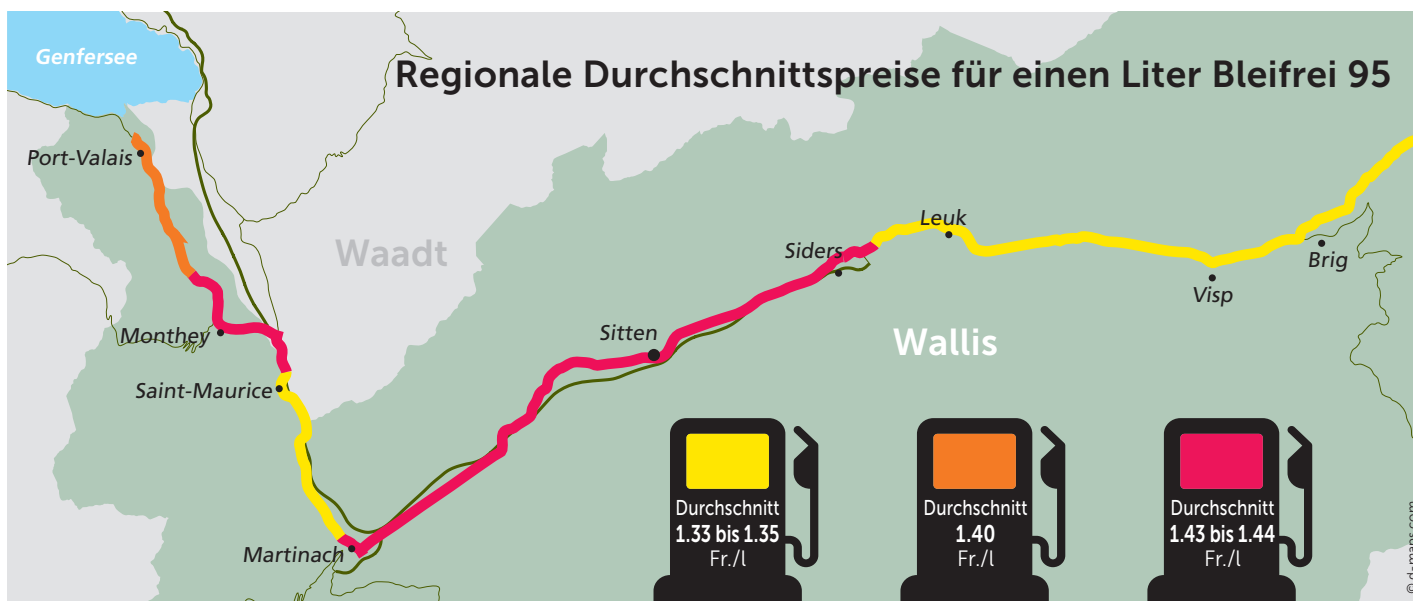 Genfersee
Regionale Durchschnittspreise für einen Liter Bleifrei 95
Port-Valais
Waadt
Leuk
Siders
Brig
Visp
Monthey
Sitten
Wallis
Saint-Maurice
Martinach
Durchschnitt
1.33 bis 1.35
Fr./l
Durchschnitt
1.40
Fr./l
Durchschnitt
1.43 bis 1.44
Fr./l
© d-maps.com